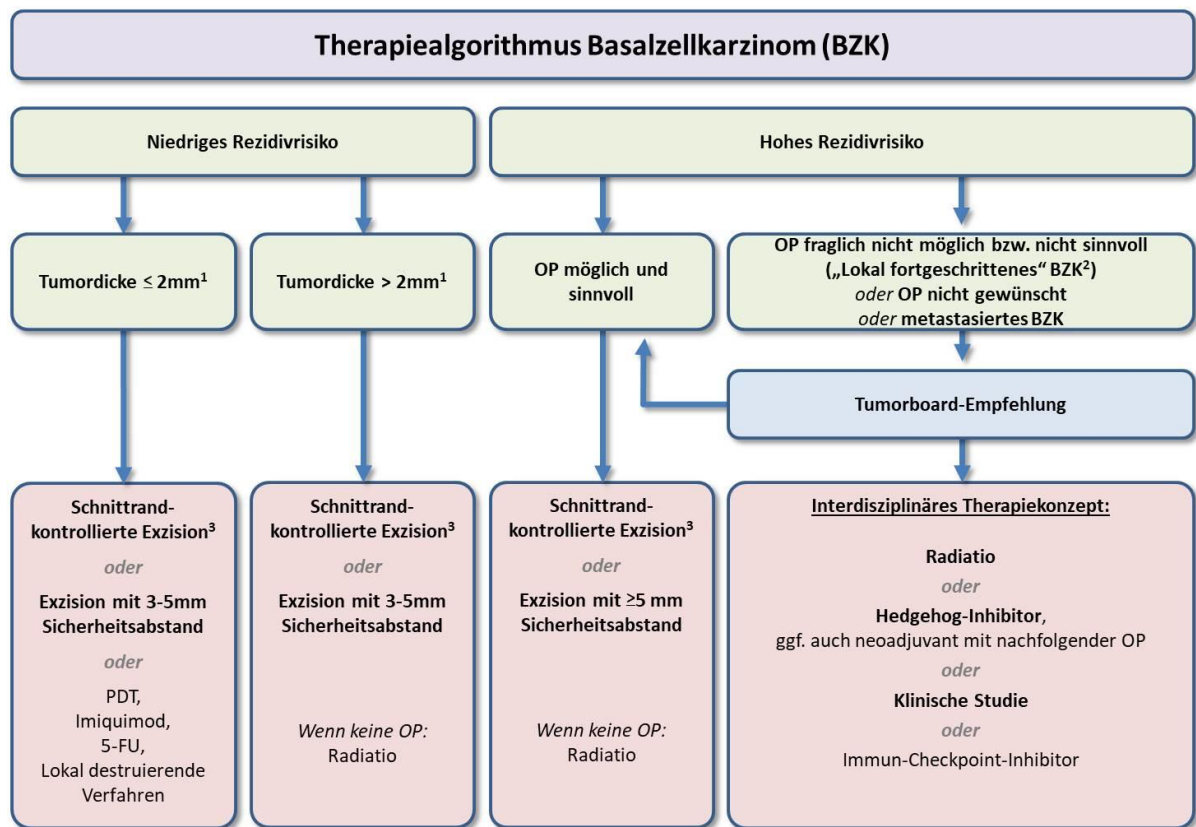 Therapiealgorithmus Basalzellkarzinom (BZK)
Niedriges Rezidivrisiko
Hohes Rezidivrisiko
Tumordicke ≤ 2mm¹
Tumordicke > 2mm¹
OP möglich und
sinnvoll
OP fraglich nicht möglich bzw. nicht sinnvoll
(„Lokal fortgeschrittenes“ BZK²)
oder OP nicht gewünscht
oder metastasiertes BZK
Tumorboard-Empfehlung
Schnittrand-
kontrollierte Exzision³
oder
Exzision mit 3-5mm
Sicherheitsabstand
oder
PDT,
Imiquimod,
5-FU,
Lokal destruierende
Verfahren
Schnittrand-
kontrollierte Exzision³
oder
Exzision mit 3-5mm
Sicherheitsabstand
Wenn keine OP:
Radiatio
Schnittrand-
kontrollierte Exzision³
oder
Exzision mit ≥5 mm
Sicherheitsabstand
Wenn keine OP:
Radiatio
Interdisziplinäres Therapiekonzept:
Radiatio
oder
Hedgehog-Inhibitor,
ggf. auch neoadjuvant mit nachfolgender OP
oder
Klinische Studie
oder
Immun-Checkpoint-Inhibitor